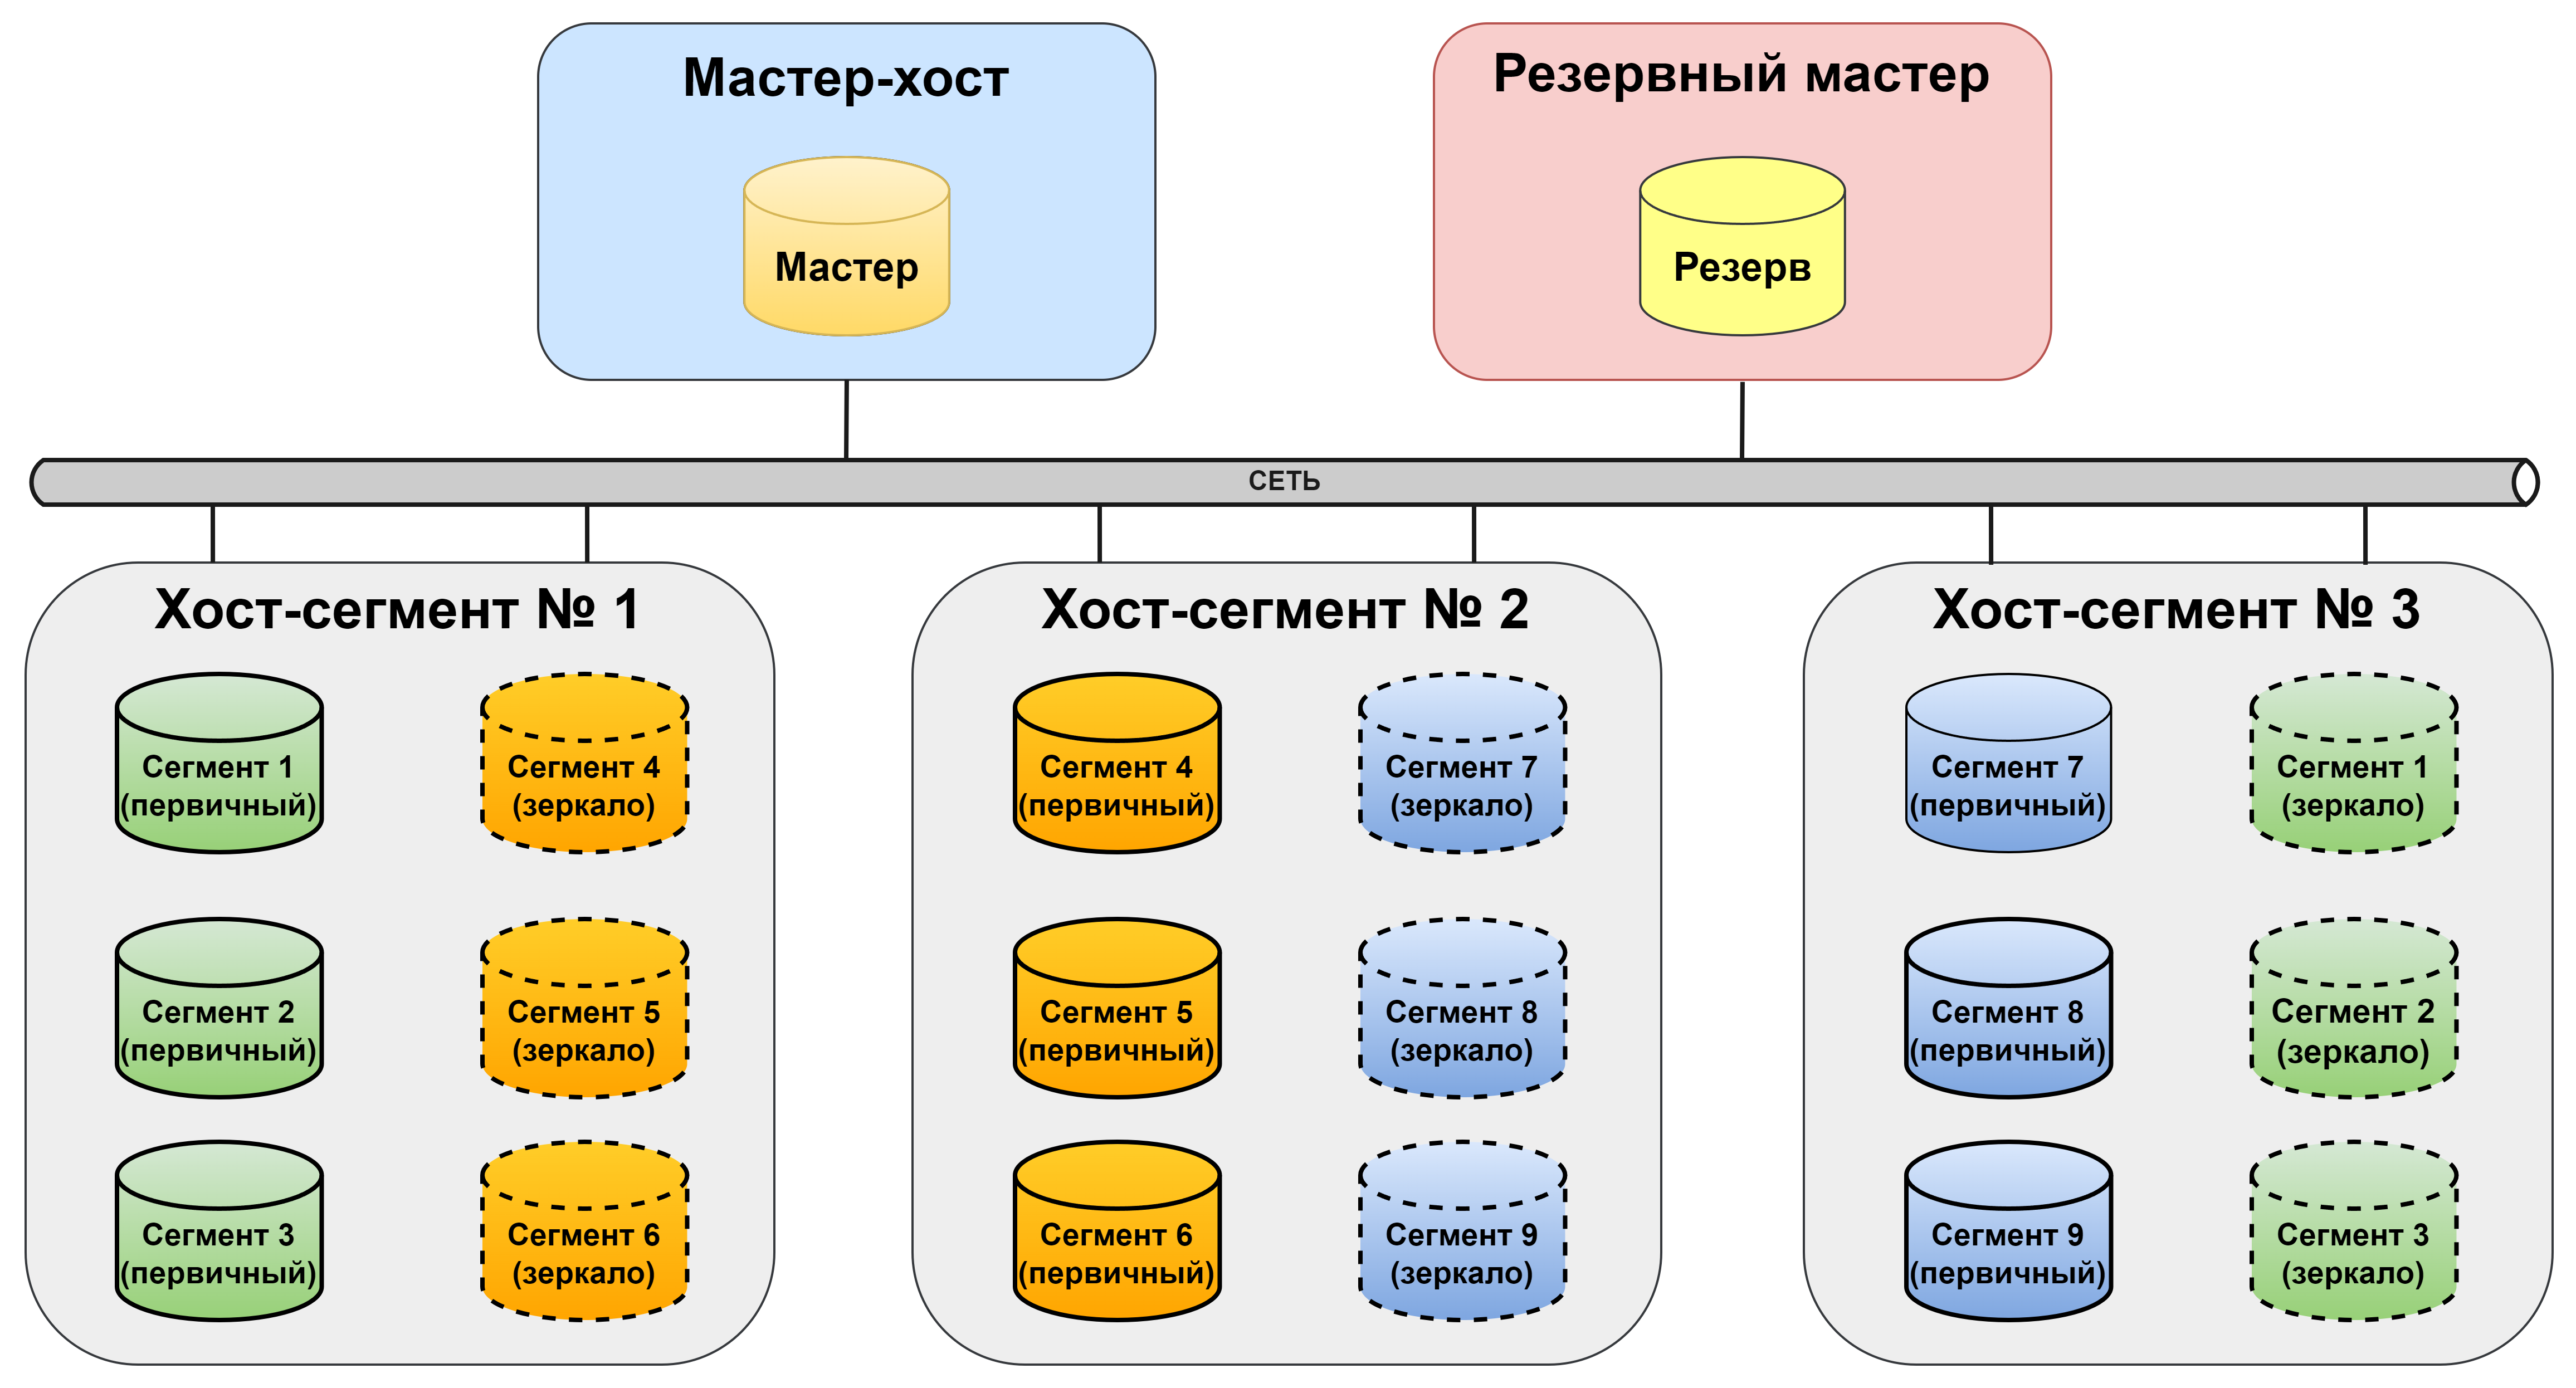 Мастер-хост
Мастер
Резервный мастер
Резерв
СЕТЬ
Хост-сегмент № 1
Сегмент 1
(первичный)
Сегмент 4
(зеркало)
Сегмент 2
(первичный)
Сегмент 5
(зеркало)
Сегмент 3
(первичный)
Сегмент 6
(зеркало)
Хост-сегмент № 2
Сегмент 4
(первичный)
Сегмент 7
(зеркало)
Сегмент 5
(первичный)
Сегмент 8
(зеркало)
Сегмент 6
(первичный)
Сегмент 9
(зеркало)
Хост-сегмент № 3
Сегмент 7
(первичный)
Сегмент 1
(зеркало)
Сегмент 8
(первичный)
Сегмент 2
(зеркало)
Сегмент 9
(первичный)
Сегмент 3
(зеркало)